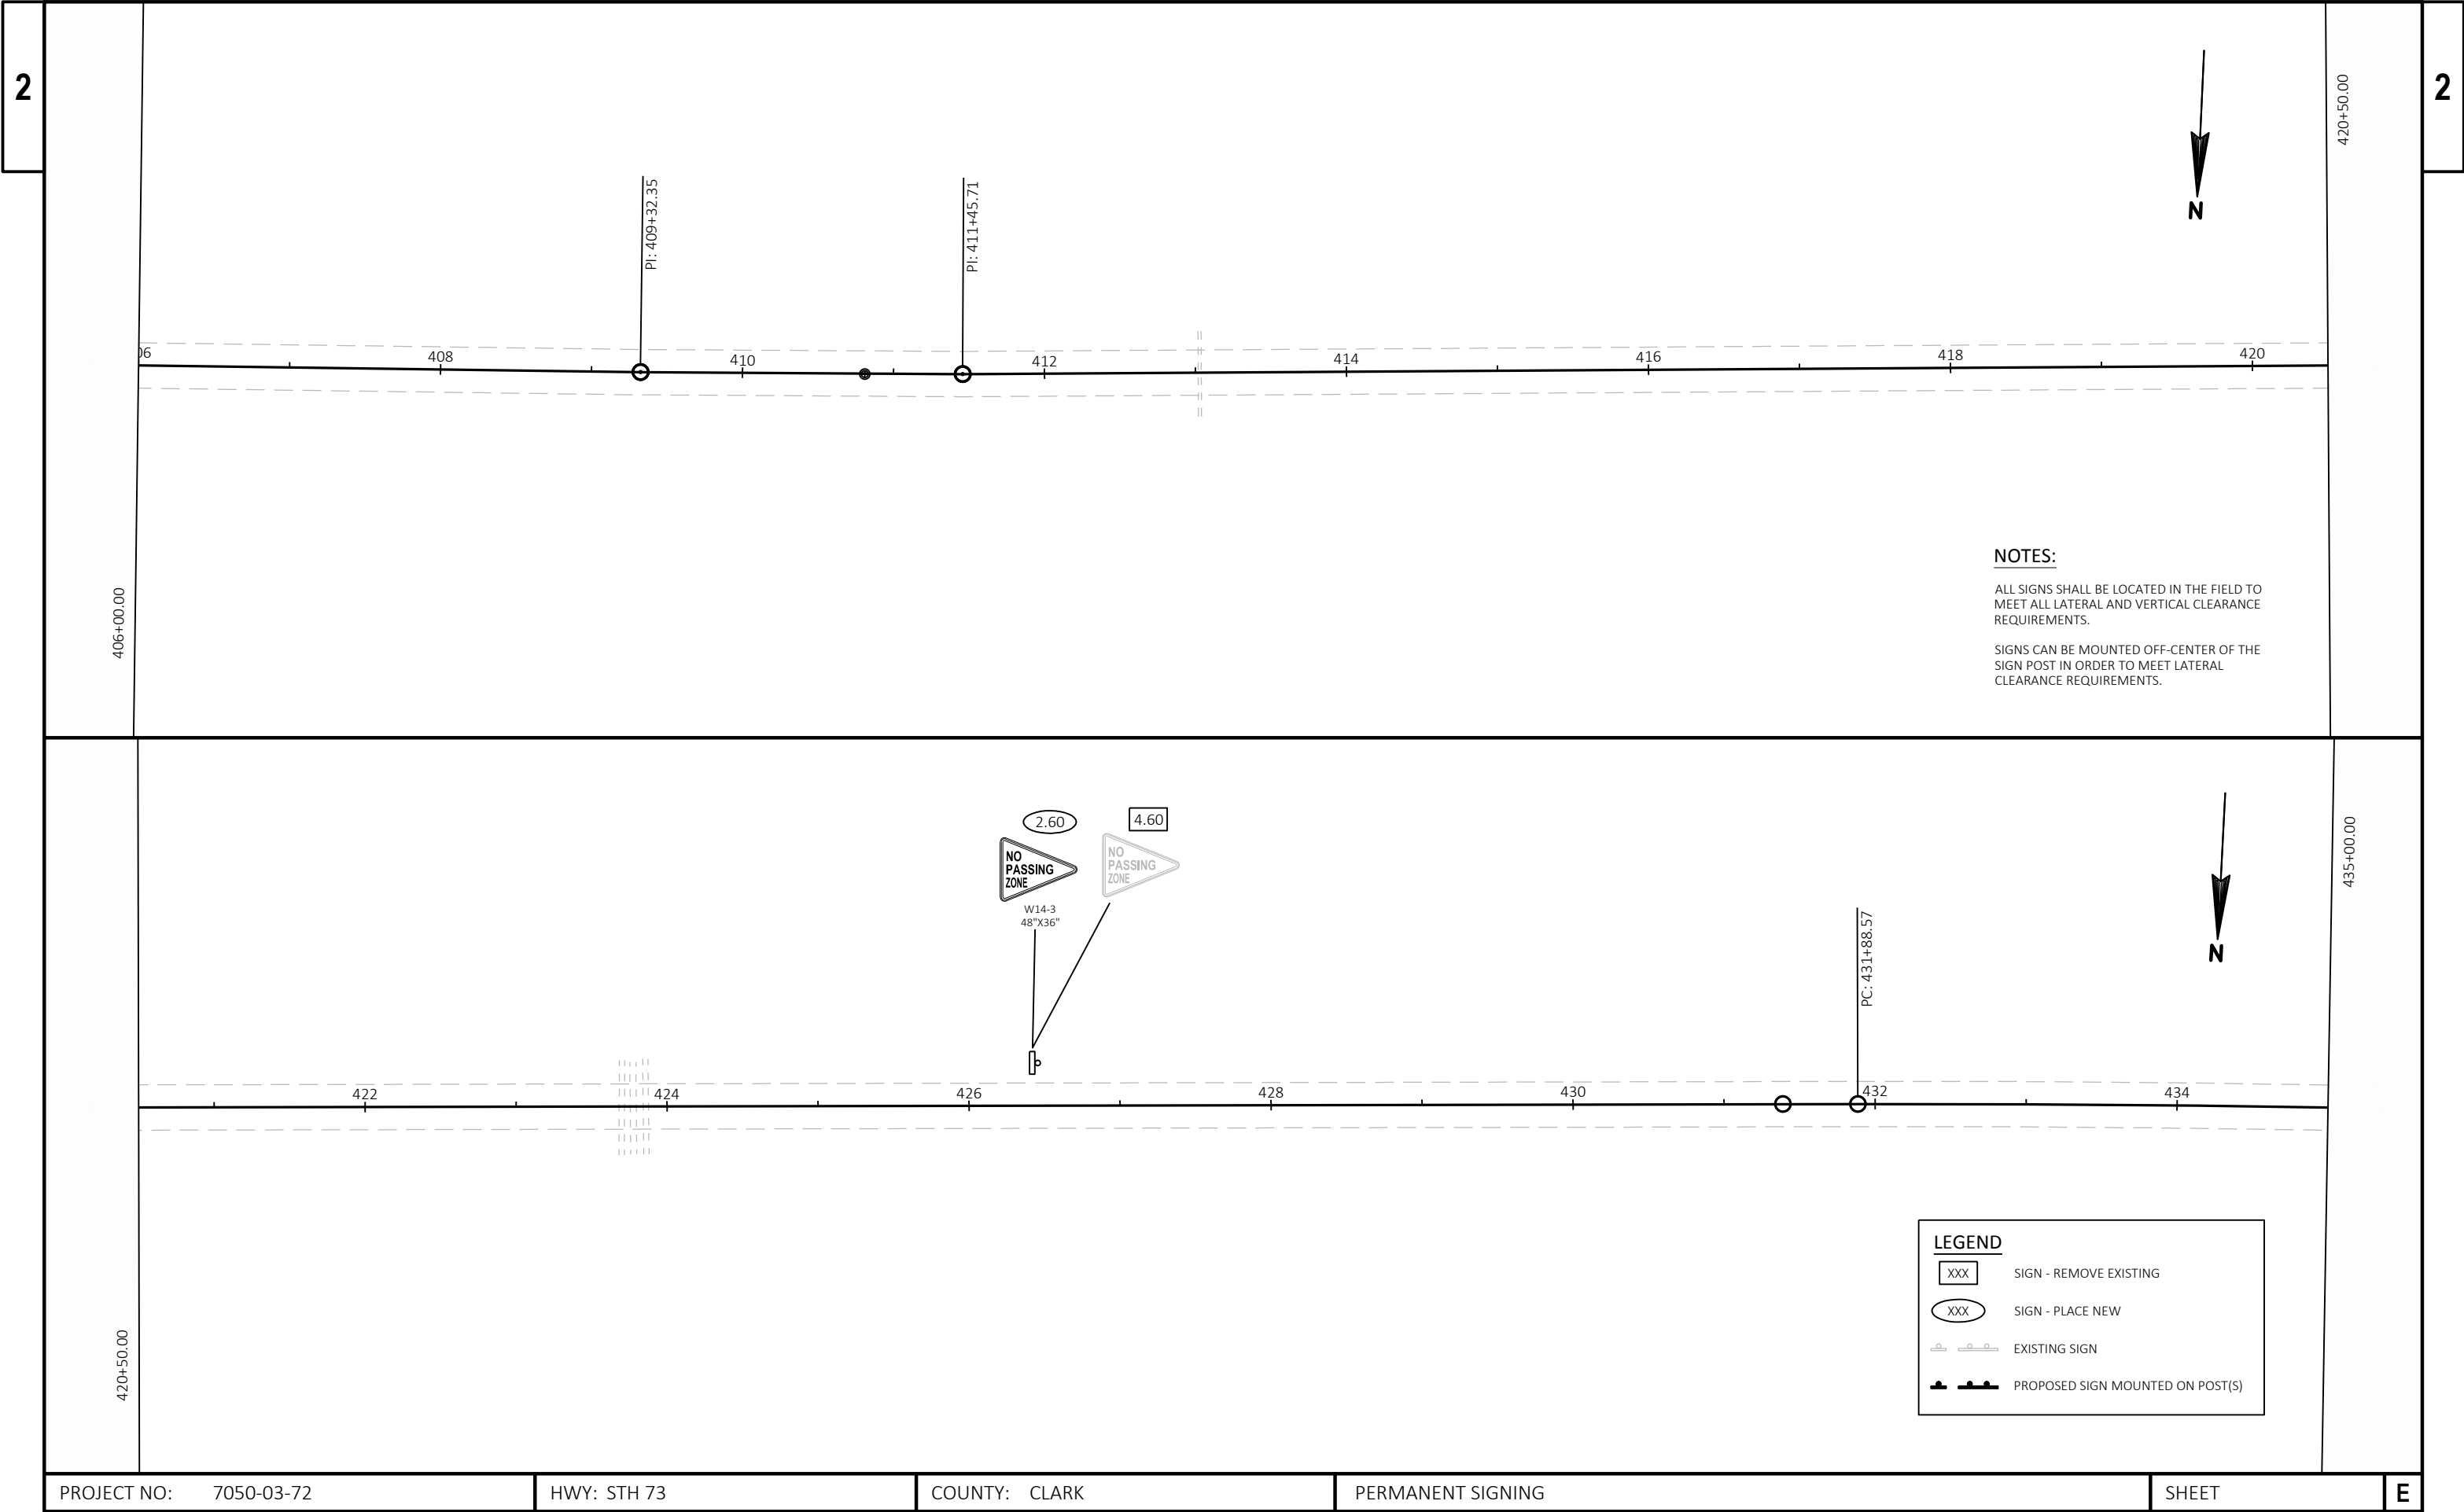 2
2
420+50.00
PI: 409+32.35
PI: 411+45.71
N
408
410
412
414
416
418
420
406+00.00
NOTES:
ALL SIGNS SHALL BE LOCATED IN THE FIELD TO
MEET ALL LATERAL AND VERTICAL CLEARANCE
REQUIREMENTS.
SIGNS CAN BE MOUNTED OFF-CENTER OF THE
SIGN POST IN ORDER TO MEET LATERAL
CLEARANCE REQUIREMENTS.
2.60
4.60
NO
PASSING
ZONE
NO
PASSING
ZONE
W14-3
48"X36"
435+00.00
PC: 431+88.57
N
422
424
426
428
430
432
434
420+50.00
LEGEND
XXX SIGN - REMOVE EXISTING
XXX SIGN - PLACE NEW
EXISTING SIGN
PROPOSED SIGN MOUNTED ON POST(S)
PROJECT NO: 7050-03-72 HWY: STH 73 COUNTY: CLARK PERMANENT SIGNING SHEET E